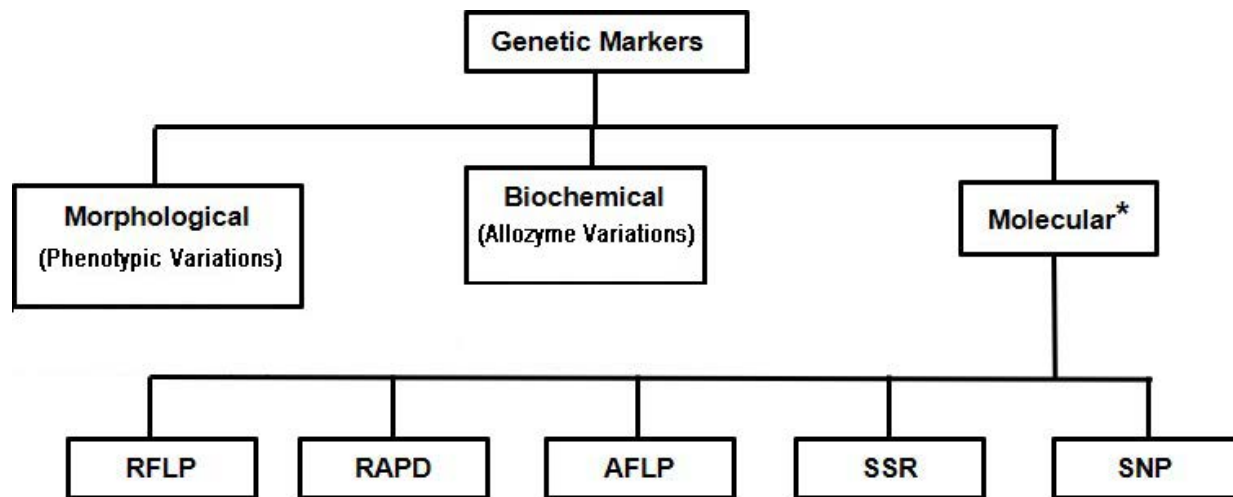 Genetic Markers
Morphological
(Phenotypic Variations)
Biochemical
(Allozyme Variations)
Molecular*
RFLP
RAPD
AFLP
SSR
SNP